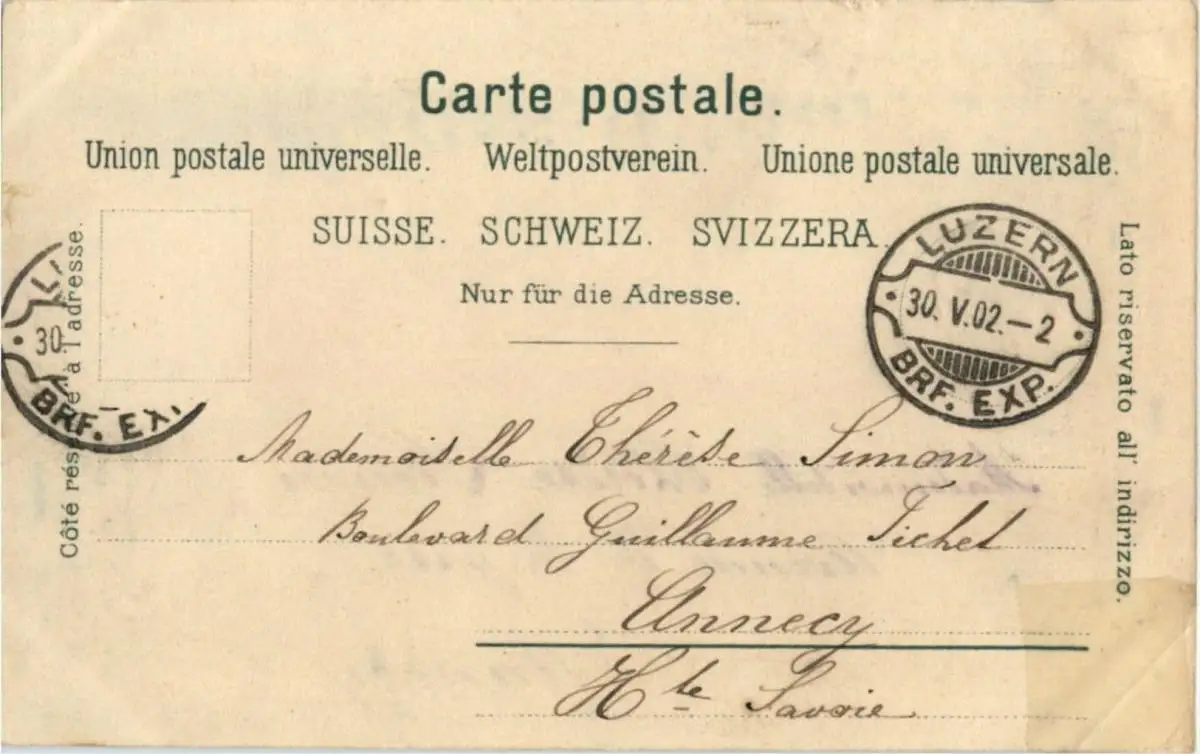 Carte postale.
Union postale universelle. Weltpostverein. Unione postale universale.
SUISSE. SCHWEIZ. SVIZZERA.
Nur für die Adresse.
Côté réservé à l'adresse.
Lato riservato all' indirizzo.
LUZERN
30. V. 02. — 2
BRF. EXP.
30
BRF. EX
Mademoiselle Thérèse Simon
Boulevard Guillaume Fichet
Annecy
Hte Savoie